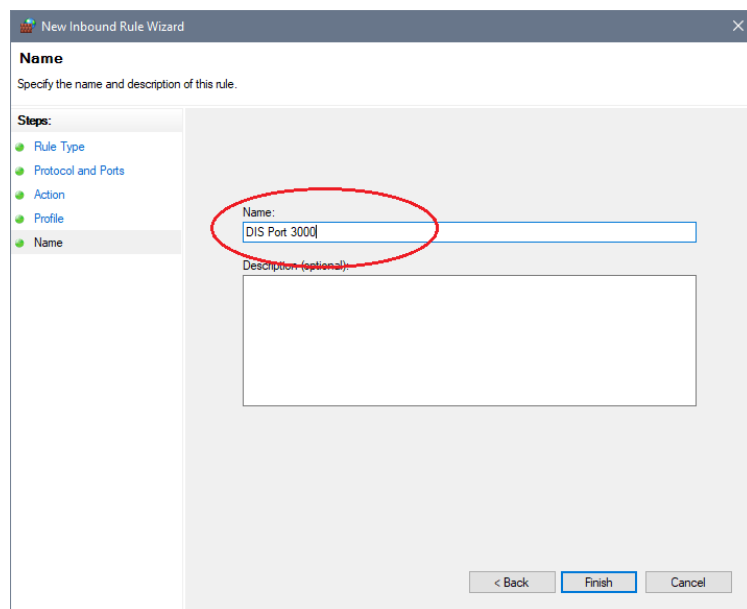 New Inbound Rule Wizard
Name
Specify the name and description of this rule.
Steps:
Rule Type
Protocol and Ports
Action
Profile
Name
Name:
DIS Port 3000
Description (optional):
< Back
Finish
Cancel